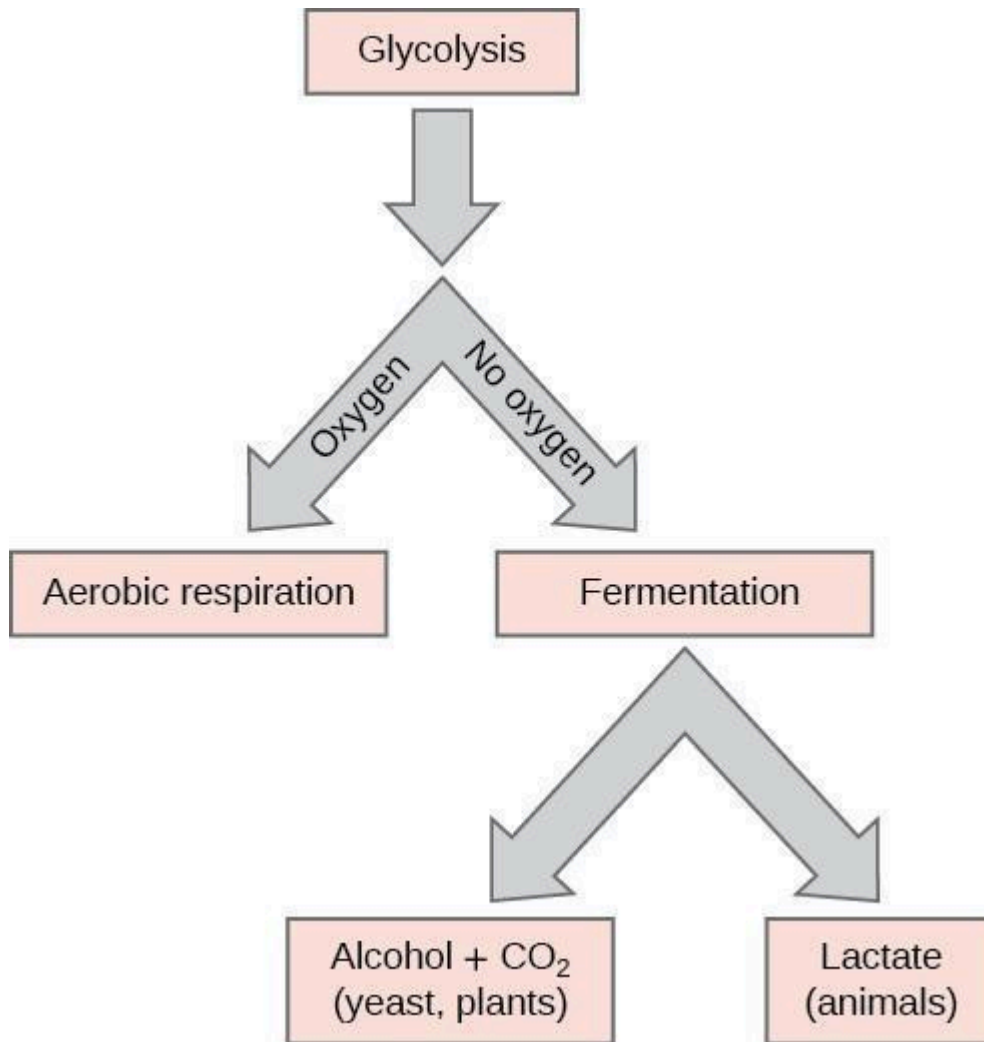 Glycolysis
Oxygen
No oxygen
Aerobic respiration
Fermentation
Alcohol + CO₂
(yeast, plants)
Lactate
(animals)